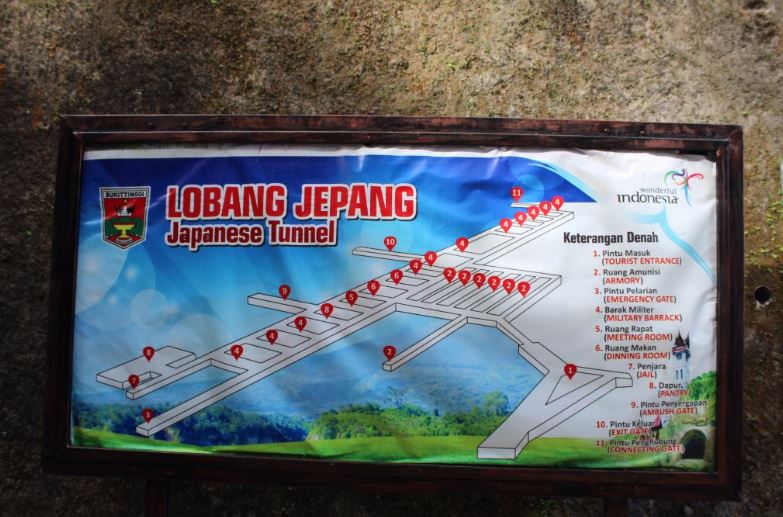 BUKITTINGGI
LOBANG JEPANG
Japanese Tunnel
wonderful
indonesia
Keterangan Denah
1. Pintu Masuk
(TOURIST ENTRANCE)
2. Ruang Amunisi
(ARMORY)
3. Pintu Pelarian
(EMERGENCY GATE)
4. Barak Militer
(MILITARY BARRACK)
5. Ruang Rapat
(MEETING ROOM)
6. Ruang Makan
(DINNING ROOM)
7. Penjara
(JAIL)
8. Dapur,
(PANTRY)
9. Pintu Penyergapan
(AMBUSH GATE)
10. Pintu Keluar
(EXIT GATE)
11. Pintu Penghubung
(CONNECTING GATE)
11
4 4 4 4 4
10
4
4
4
6
2 2 2 2 2 2
9
6
5
8
4
4
4
8
2
7
1
3